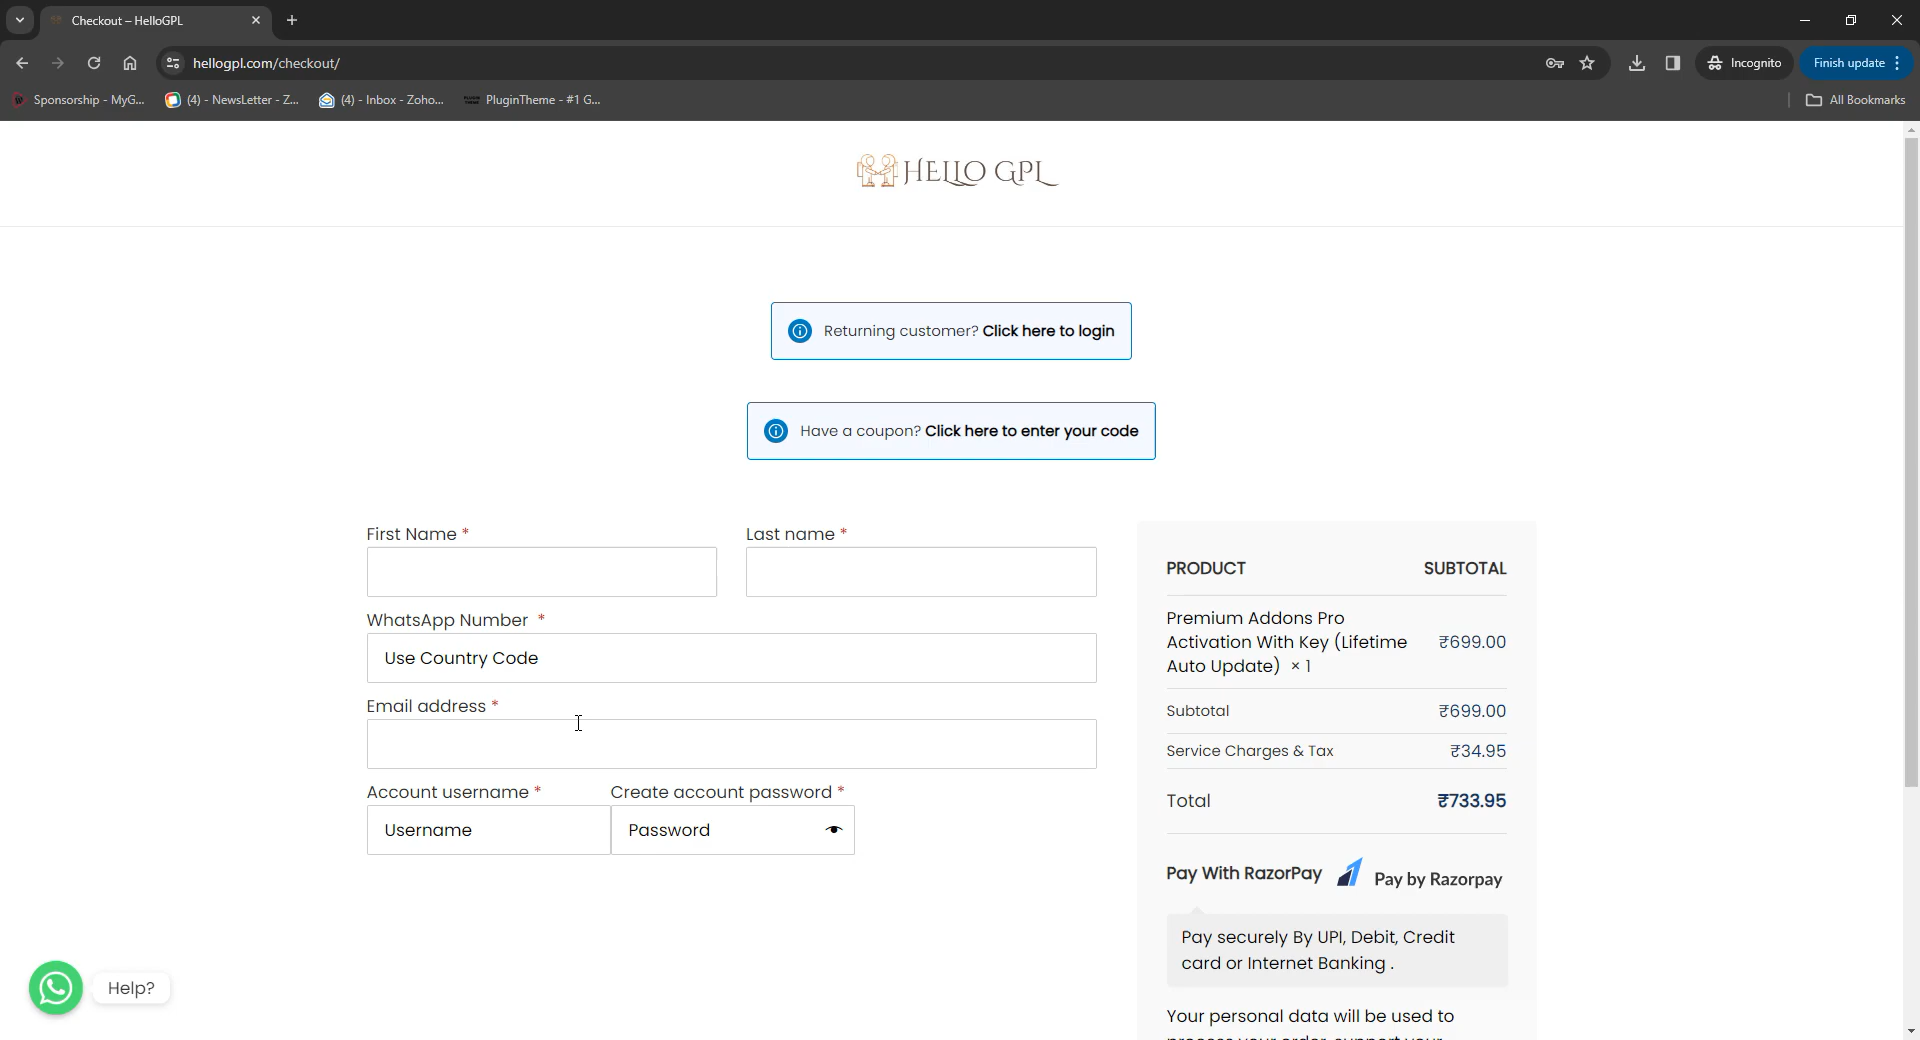 Checkout – HelloGPL
hellogpl.com/checkout/
Incognito
Finish update
Sponsorship - MyG...
(4) - NewsLetter - Z...
(4) - Inbox - Zoho...
PluginTheme - #1 G...
All Bookmarks
HELLO GPL
Returning customer? Click here to login
Have a coupon? Click here to enter your code
First Name *
Last name *
WhatsApp Number *
Use Country Code
Email address *
Account username *
Create account password *
Username
Password
PRODUCT SUBTOTAL
Premium Addons Pro
Activation With Key (Lifetime ₹699.00
Auto Update) × 1
Subtotal ₹699.00
Service Charges & Tax ₹34.95
Total ₹733.95
Pay With RazorPay Pay by Razorpay
Pay securely By UPI, Debit, Credit
card or Internet Banking .
Your personal data will be used to
process your order, support your
Help?